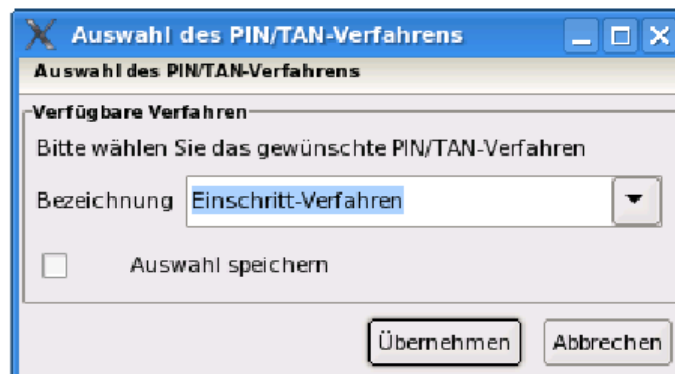 Auswahl des PIN/TAN-Verfahrens
Auswahl des PIN/TAN-Verfahrens
Verfügbare Verfahren
Bitte wählen Sie das gewünschte PIN/TAN-Verfahren
Bezeichnung Einschritt-Verfahren
Auswahl speichern
Übernehmen Abbrechen